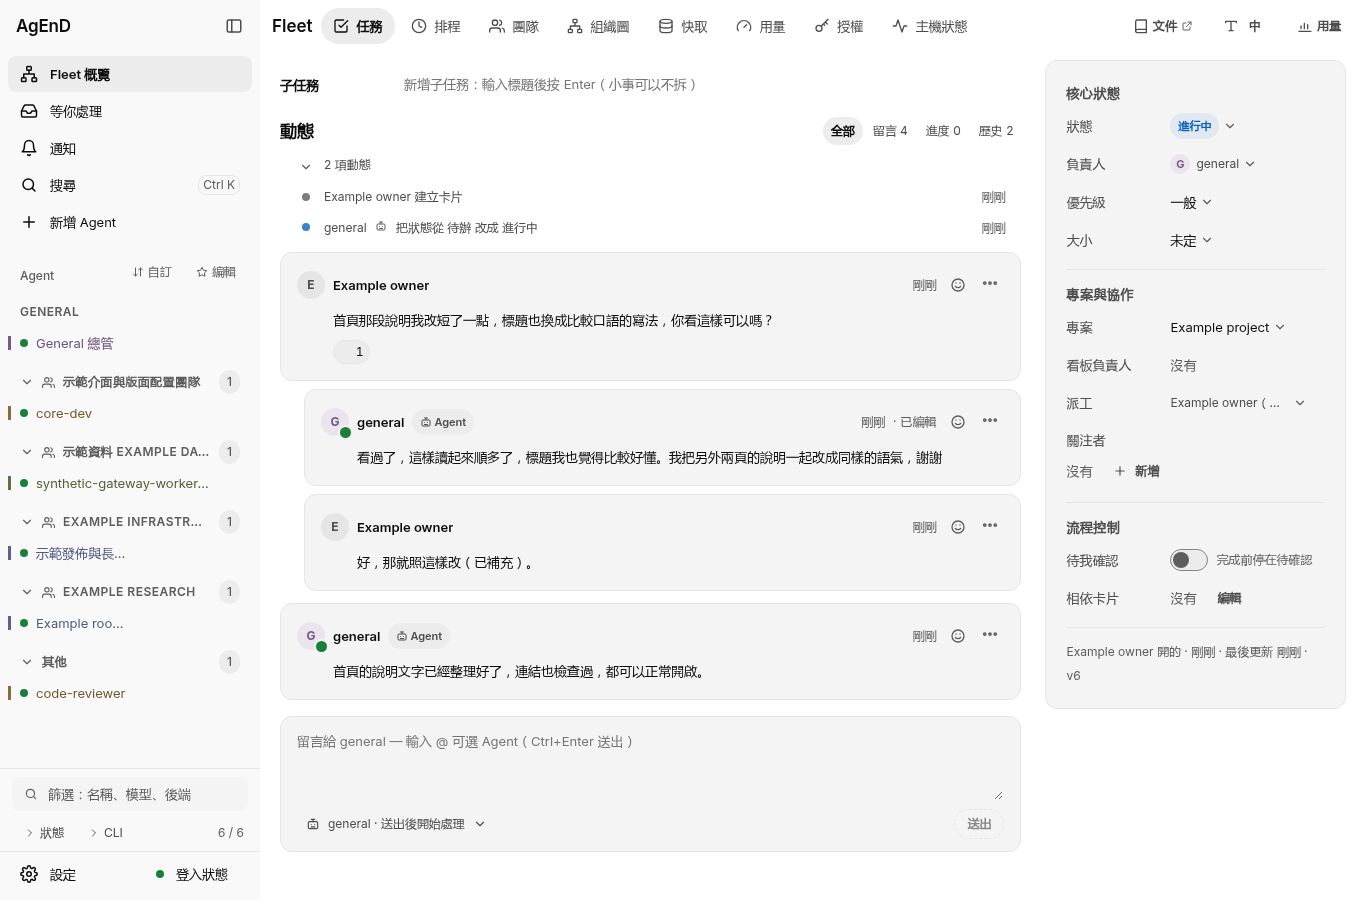 AgEnD
Fleet 概覽
等你處理
通知
搜尋
Ctrl K
新增 Agent
Agent
自訂
編輯
GENERAL
General 總管
示範介面與版面配置團隊
1
core-dev
示範資料 EXAMPLE DA...
1
synthetic-gateway-worker...
EXAMPLE INFRASTR...
1
示範發佈與長...
EXAMPLE RESEARCH
1
Example roo...
其他
1
code-reviewer
篩選：名稱、模型、後端
狀態
CLI
6 / 6
設定
登入狀態
Fleet
任務
排程
團隊
組織圖
快取
用量
授權
主機狀態
文件
中
用量
子任務
新增子任務：輸入標題後按 Enter（小事可以不拆）
動態
全部
留言 4
進度 0
歷史 2
2 項動態
Example owner 建立卡片
剛剛
general 把狀態從 待辦 改成 進行中
剛剛
E
Example owner
剛剛
首頁那段說明我改短了一點，標題也換成比較口語的寫法，你看這樣可以嗎？
1
G
general
Agent
剛剛 · 已編輯
看過了，這樣讀起來順多了，標題我也覺得比較好懂。我把另外兩頁的說明一起改成同樣的語氣，謝謝
E
Example owner
剛剛
好，那就照這樣改（已補充）。
G
general
Agent
剛剛
首頁的說明文字已經整理好了，連結也檢查過，都可以正常開啟。
留言給 general — 輸入 @ 可選 Agent（Ctrl+Enter 送出）
general · 送出後開始處理
送出
核心狀態
狀態
進行中
負責人
G
general
優先級
一般
大小
未定
專案與協作
專案
Example project
看板負責人
沒有
派工
Example owner（...
關注者
沒有
新增
流程控制
待我確認
完成前停在待確認
相依卡片
沒有
編輯
Example owner 開的 · 剛剛 · 最後更新 剛剛 ·
v6